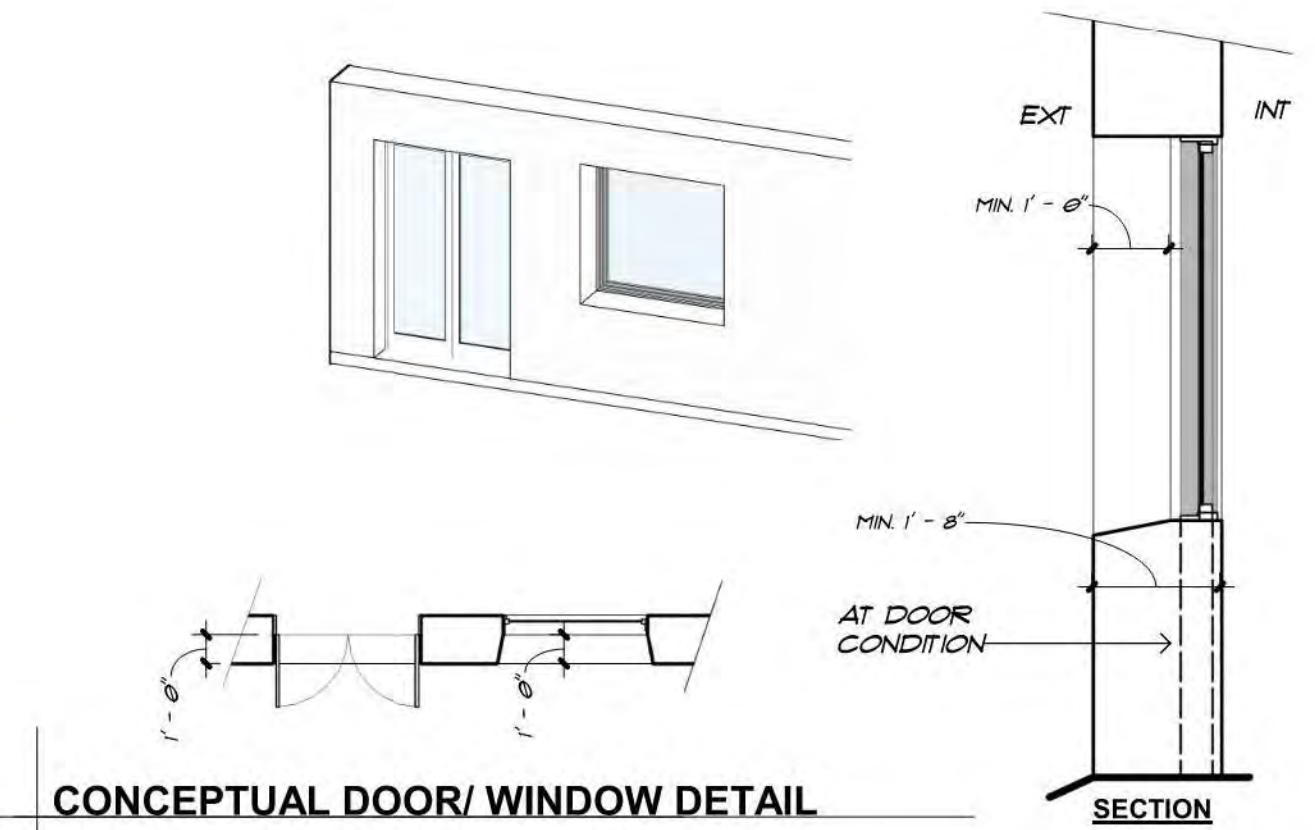 EXT
INT
MIN. 1' - 0"
MIN. 1' - 8"
AT DOOR
CONDITION
1' - 0"
1' - 0"
CONCEPTUAL DOOR/ WINDOW DETAIL
SECTION